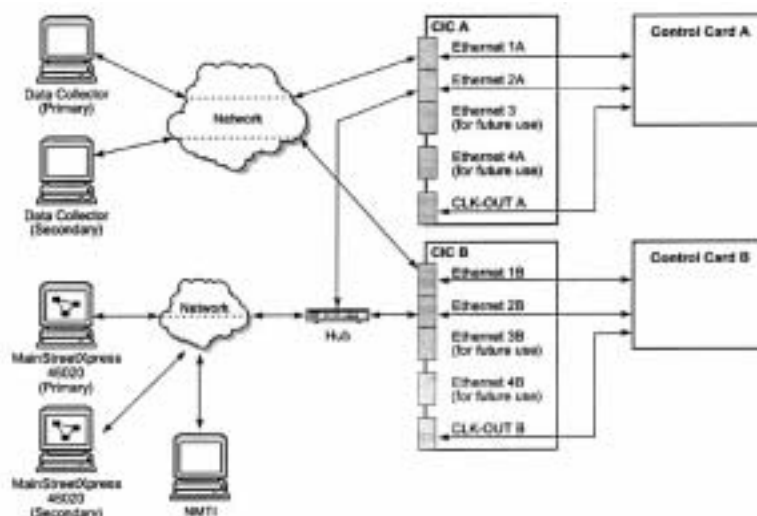 CIC A
Ethernet 1A
Ethernet 2A
Ethernet 3
(for future use)
Ethernet 4A
(for future use)
CLK-OUT A
Control Card A
Data Collector
(Primary)
Network
Data Collector
(Secondary)
CIC B
Ethernet 1B
Ethernet 2B
Ethernet 3B
(for future use)
Ethernet 4B
(for future use)
CLK-OUT B
Control Card B
Network
Hub
MainStreetXpress
46020
(Primary)
MainStreetXpress
46020
(Secondary)
NMTI